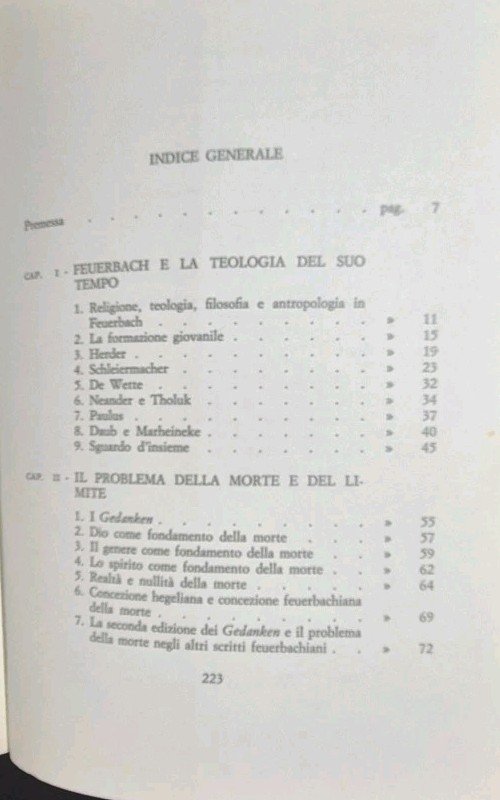 INDICE GENERALE
Premessa . . . . . . . . . . . . pag. 7
CAP. I - FEUERBACH E LA TEOLOGIA DEL SUO
TEMPO
1. Religione, teologia, filosofia e antropologia in
Feuerbach . . . . . . . . » 11
2. La formazione giovanile . . . . . » 15
3. Herder . . . . . . . . » 19
4. Schleiermacher . . . . . . . » 23
5. De Wette . . . . . . . . » 32
6. Neander e Tholuk . . . . . . » 34
7. Paulus . . . . . . . . . » 37
8. Daub e Marheineke . . . . . . » 40
9. Sguardo d'insieme . . . . . . » 45
CAP. II - IL PROBLEMA DELLA MORTE E DEL LI-
MITE
1. I Gedanken . . . . . . . . » 55
2. Dio come fondamento della morte . . . » 57
3. Il genere come fondamento della morte . . » 59
4. Lo spirito come fondamento della morte . . » 62
5. Realtà e nullità della morte . . . . . » 64
6. Concezione hegeliana e concezione feuerbachiana
della morte . . . . . . . . » 69
7. La seconda edizione dei Gedanken e il problema
della morte negli altri scritti feuerbachiani . . » 72
223